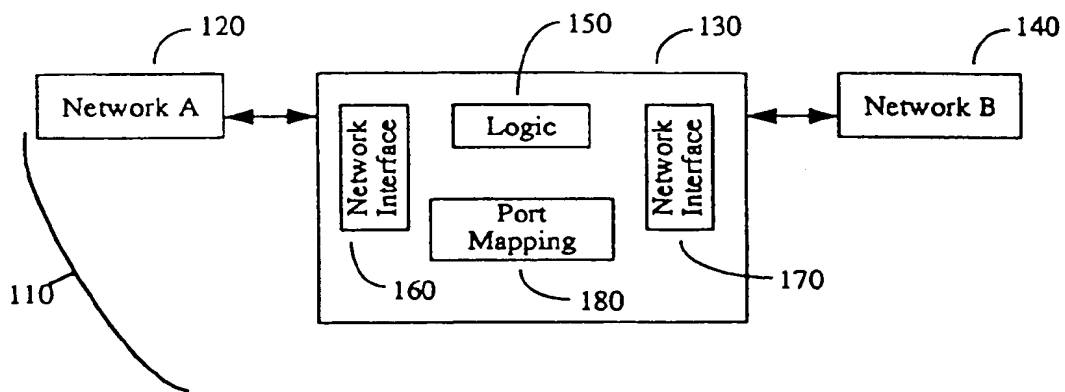 120
150
130
140
Network A
Logic
Network B
Network
Interface
Network
Interface
Port
Mapping
110
160
180
170